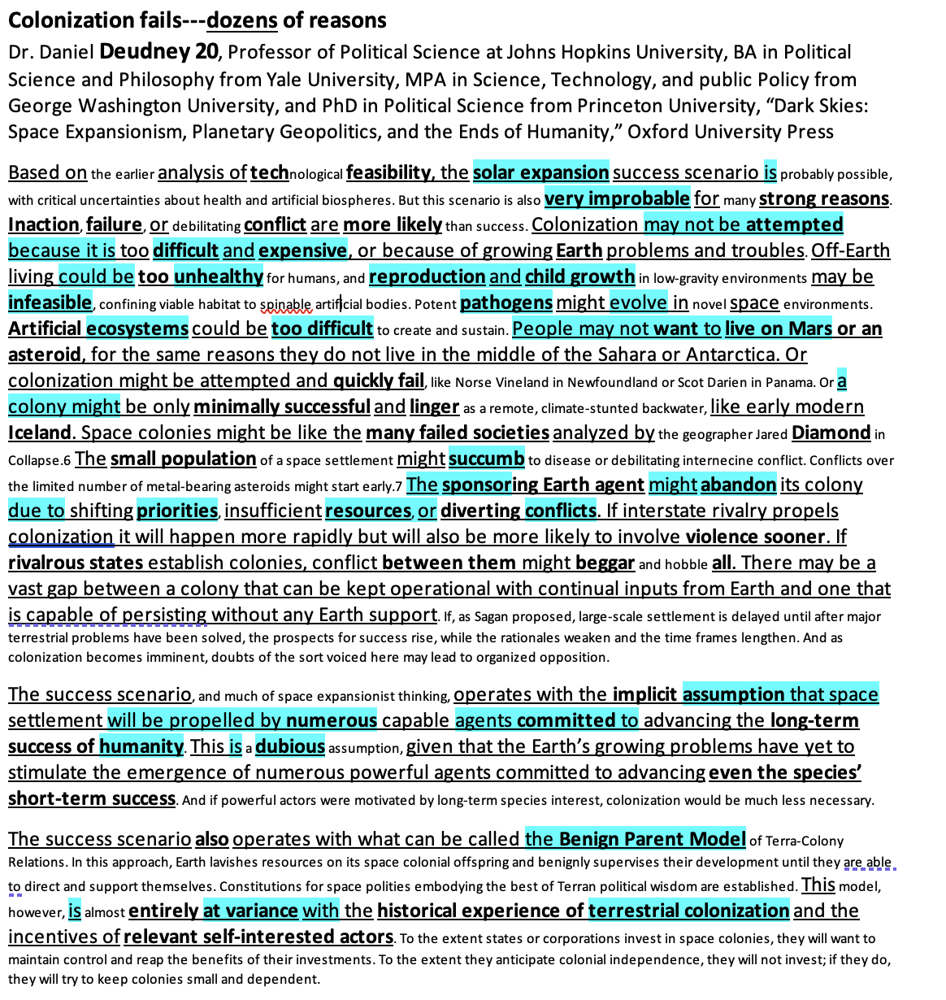 Colonization fails---dozens of reasons
Dr. Daniel Deudney 20, Professor of Political Science at Johns Hopkins University, BA in Political
Science and Philosophy from Yale University, MPA in Science, Technology, and public Policy from
George Washington University, and PhD in Political Science from Princeton University, “Dark Skies:
Space Expansionism, Planetary Geopolitics, and the Ends of Humanity,” Oxford University Press
Based on the earlier analysis of technological feasibility, the solar expansion success scenario is probably possible,
with critical uncertainties about health and artificial biospheres. But this scenario is also very improbable for many strong reasons.
Inaction, failure, or debilitating conflict are more likely than success. Colonization may not be attempted
because it is too difficult and expensive, or because of growing Earth problems and troubles. Off-Earth
living could be too unhealthy for humans, and reproduction and child growth in low-gravity environments may be
infeasible, confining viable habitat to spinable artificial bodies. Potent pathogens might evolve in novel space environments.
Artificial ecosystems could be too difficult to create and sustain. People may not want to live on Mars or an
asteroid, for the same reasons they do not live in the middle of the Sahara or Antarctica. Or
colonization might be attempted and quickly fail, like Norse Vineland in Newfoundland or Scot Darien in Panama. Or a
colony might be only minimally successful and linger as a remote, climate-stunted backwater, like early modern
Iceland. Space colonies might be like the many failed societies analyzed by the geographer Jared Diamond in
Collapse.6 The small population of a space settlement might succumb to disease or debilitating internecine conflict. Conflicts over
the limited number of metal-bearing asteroids might start early.7 The sponsoring Earth agent might abandon its colony
due to shifting priorities, insufficient resources, or diverting conflicts. If interstate rivalry propels
colonization it will happen more rapidly but will also be more likely to involve violence sooner. If
rivalrous states establish colonies, conflict between them might beggar and hobble all. There may be a
vast gap between a colony that can be kept operational with continual inputs from Earth and one that
is capable of persisting without any Earth support. If, as Sagan proposed, large-scale settlement is delayed until after major
terrestrial problems have been solved, the prospects for success rise, while the rationales weaken and the time frames lengthen. And as
colonization becomes imminent, doubts of the sort voiced here may lead to organized opposition.
The success scenario, and much of space expansionist thinking, operates with the implicit assumption that space
settlement will be propelled by numerous capable agents committed to advancing the long-term
success of humanity. This is a dubious assumption, given that the Earth’s growing problems have yet to
stimulate the emergence of numerous powerful agents committed to advancing even the species’
short-term success. And if powerful actors were motivated by long-term species interest, colonization would be much less necessary.
The success scenario also operates with what can be called the Benign Parent Model of Terra-Colony
Relations. In this approach, Earth lavishes resources on its space colonial offspring and benignly supervises their development until they are able
to direct and support themselves. Constitutions for space polities embodying the best of Terran political wisdom are established. This model,
however, is almost entirely at variance with the historical experience of terrestrial colonization and the
incentives of relevant self-interested actors. To the extent states or corporations invest in space colonies, they will want to
maintain control and reap the benefits of their investments. To the extent they anticipate colonial independence, they will not invest; if they do,
they will try to keep colonies small and dependent.